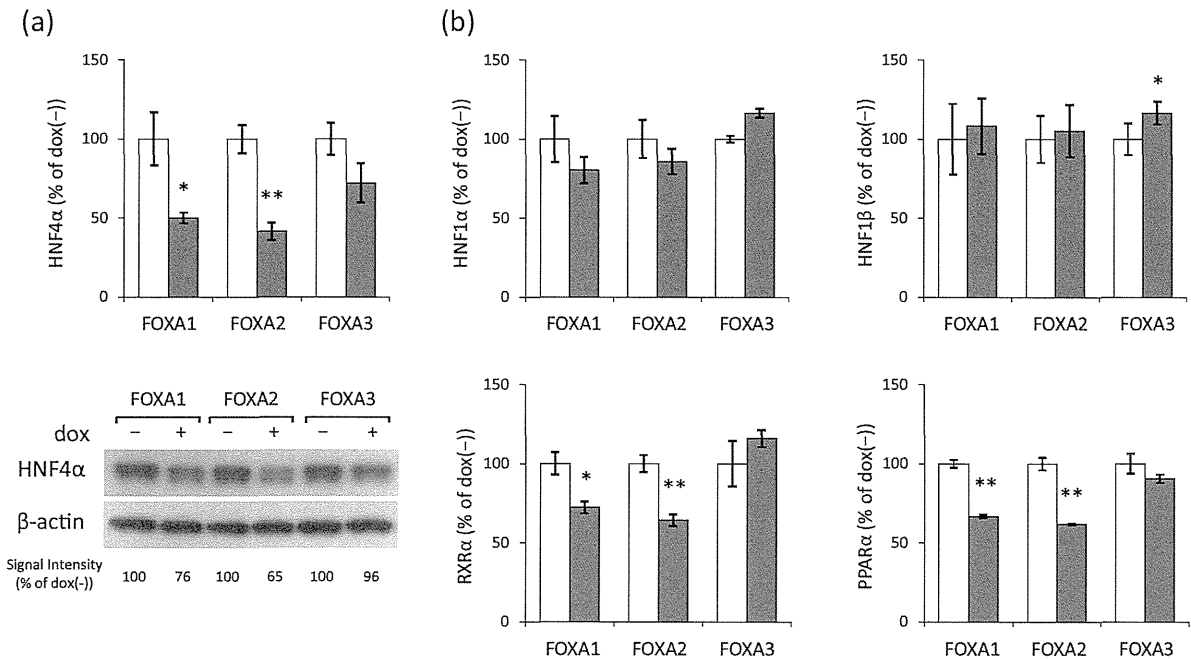 (a)
150
100
50
0
HNF4α (% of dox(−))
*
**
FOXA1 FOXA2 FOXA3
FOXA1 FOXA2 FOXA3
dox − + − + − +
HNF4α
β-actin
Signal Intensity
(% of dox(-))
100 76 100 65 100 96
(b)
150
100
50
0
HNF1α (% of dox(−))
FOXA1 FOXA2 FOXA3
150
100
50
0
HNF1β (% of dox(−))
*
FOXA1 FOXA2 FOXA3
150
100
50
0
RXRα (% of dox(−))
*
**
FOXA1 FOXA2 FOXA3
150
100
50
0
PPARα (% of dox(−))
**
**
FOXA1 FOXA2 FOXA3